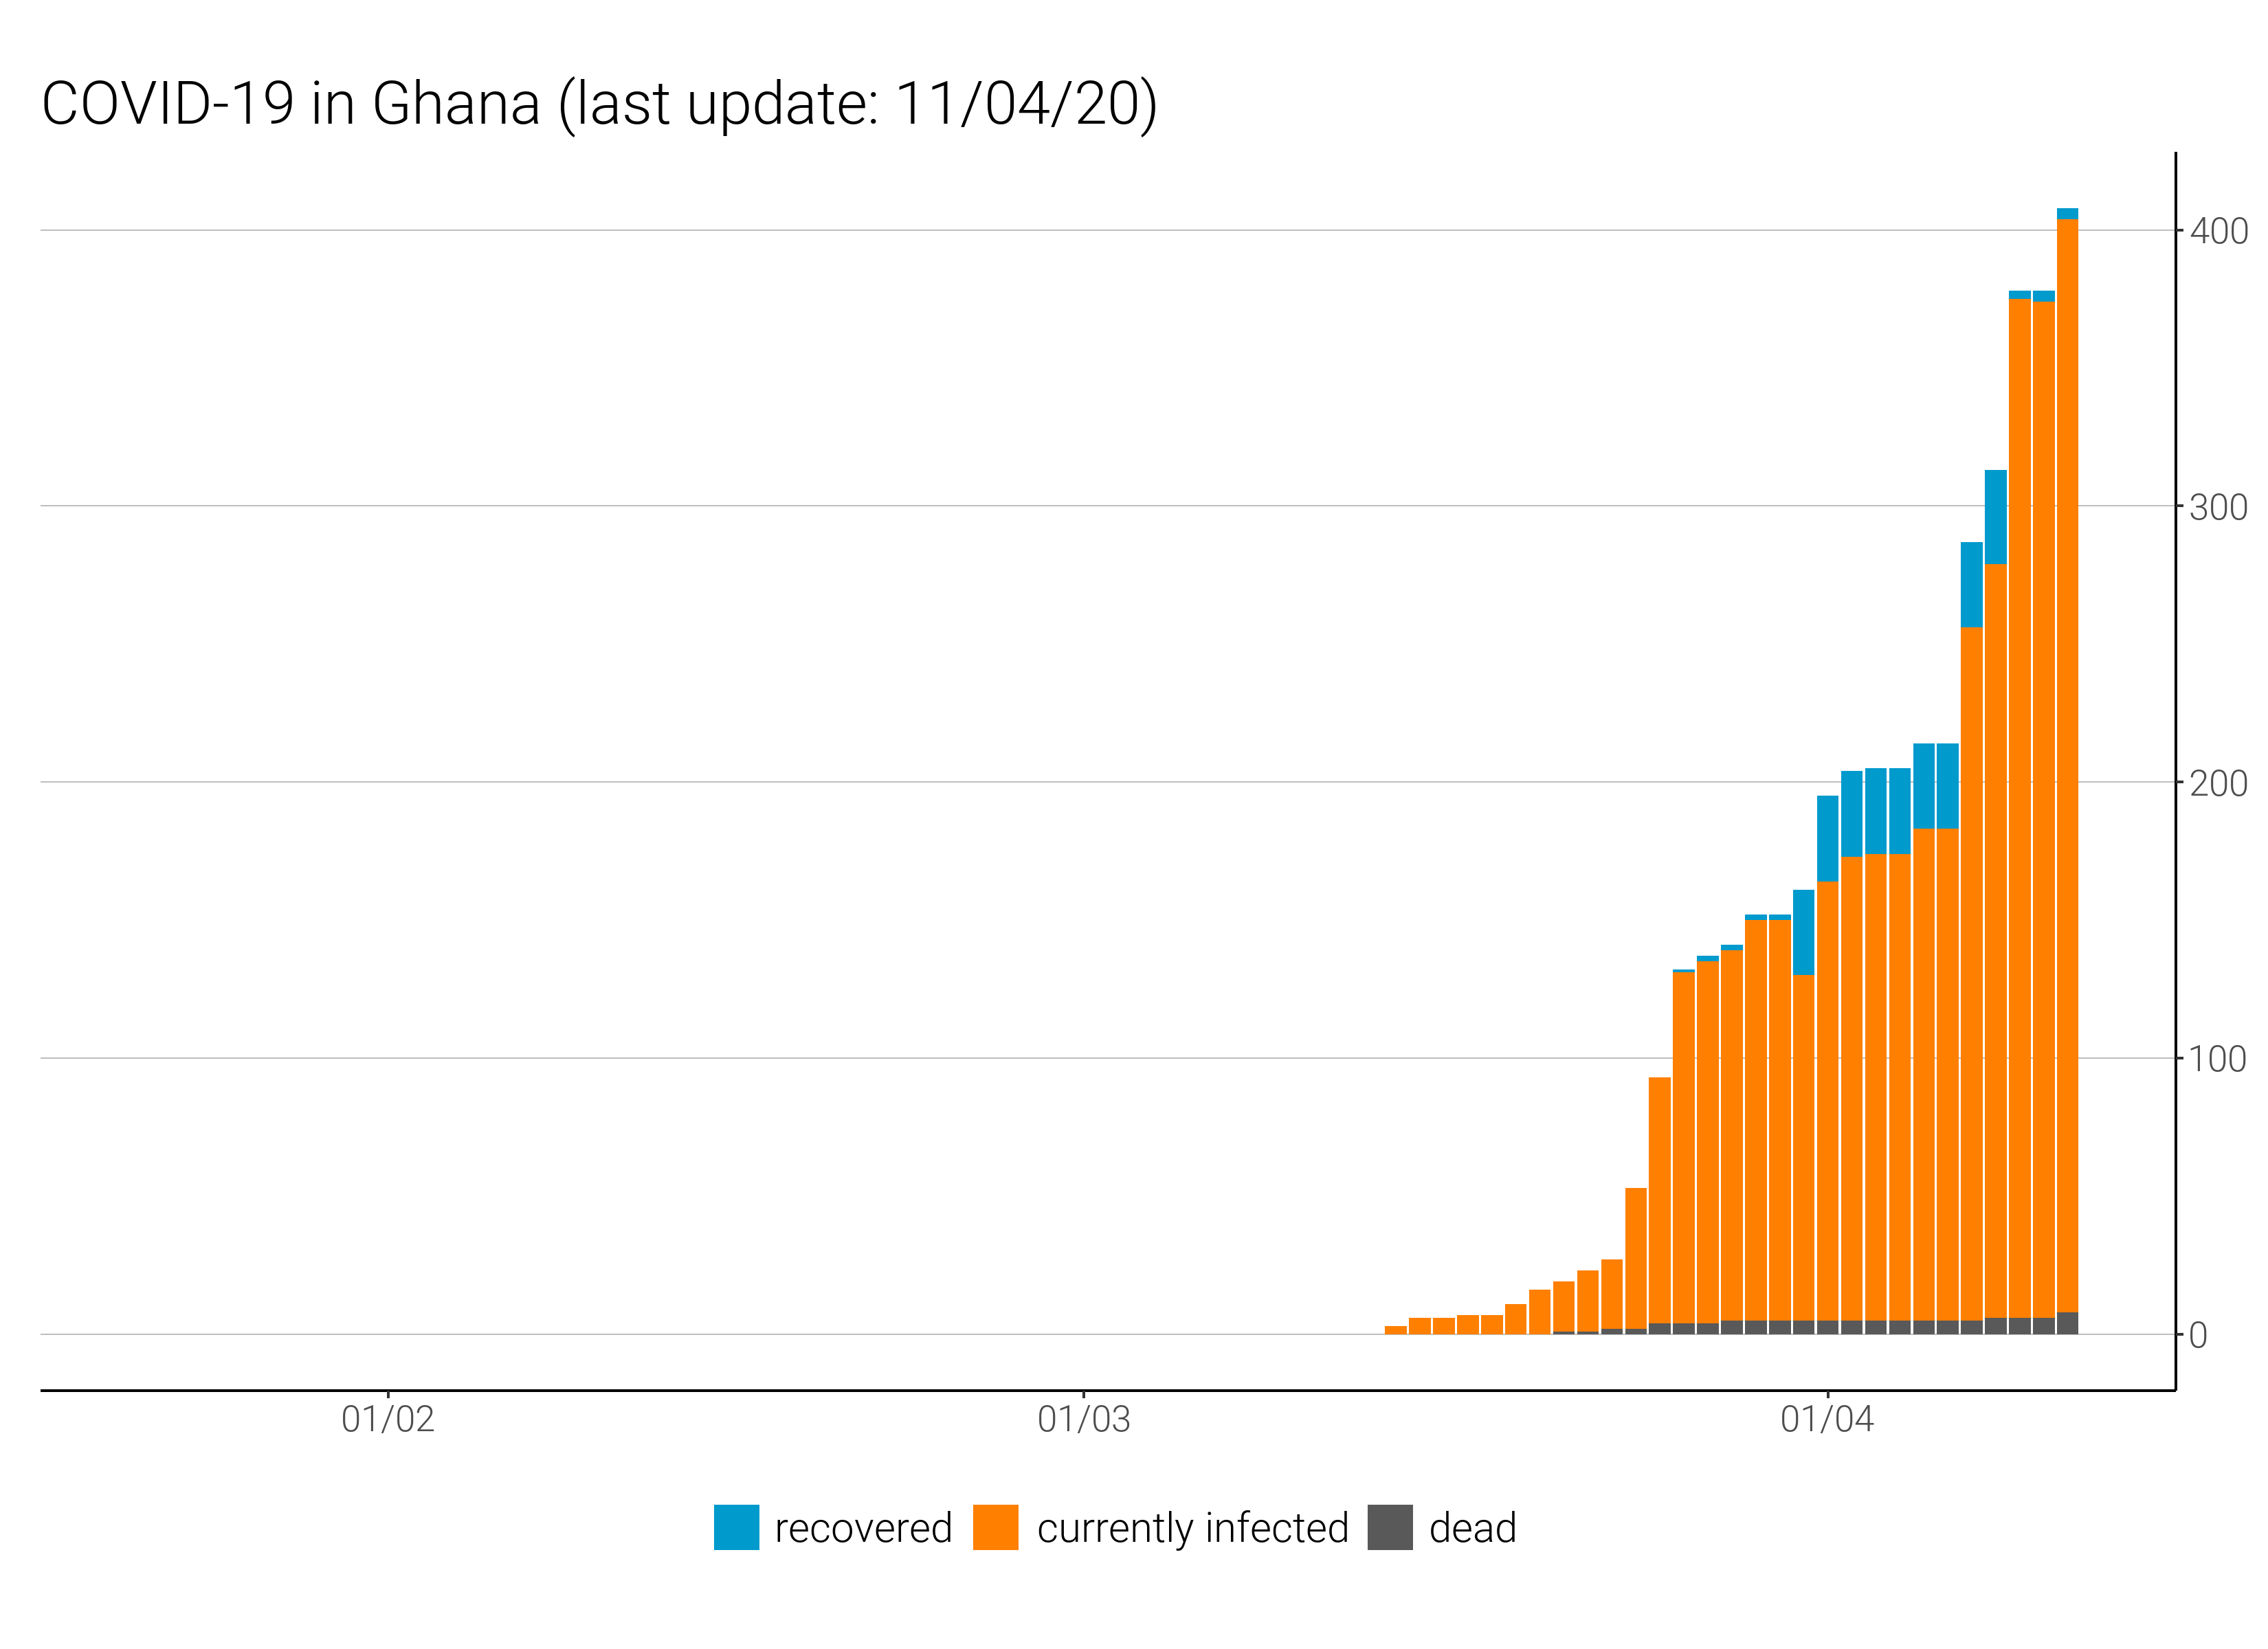 COVID-19 in Ghana (last update: 11/04/20)
400
300
200
100
0
01/02 01/03 01/04
recovered currently infected dead